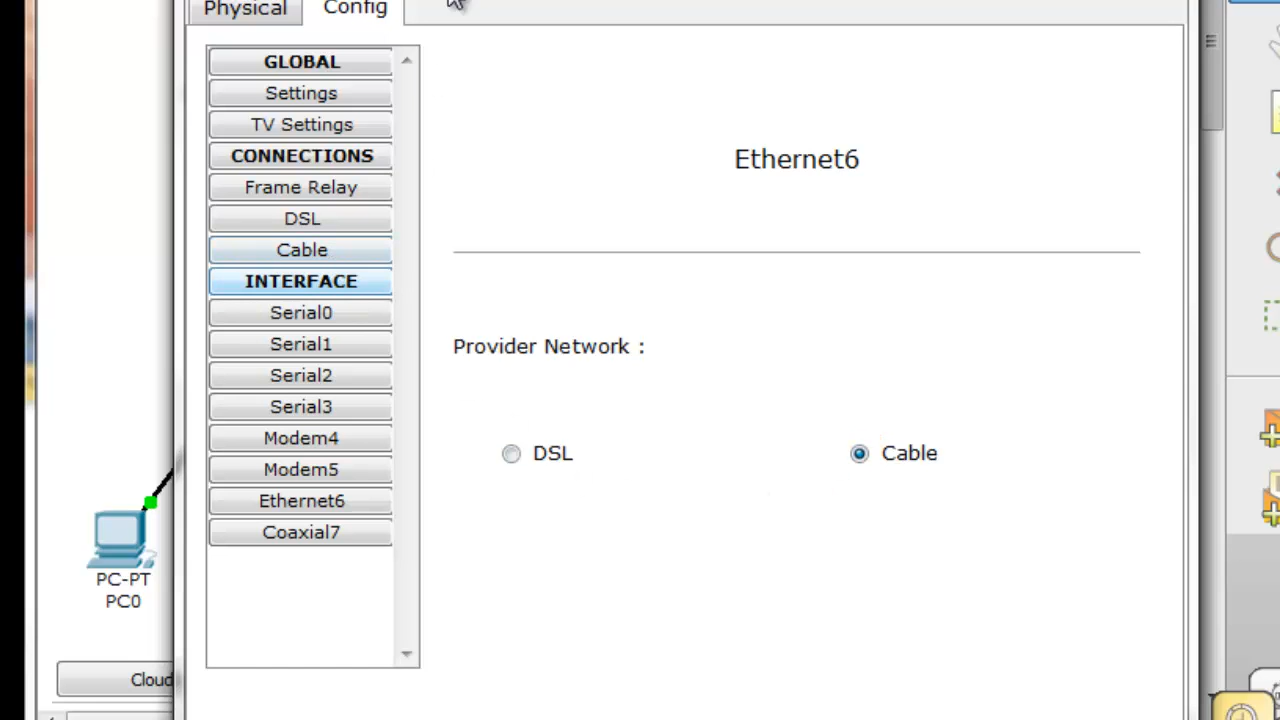 Physical
Config
GLOBAL
Settings
TV Settings
CONNECTIONS
Frame Relay
DSL
Cable
INTERFACE
Serial0
Serial1
Serial2
Serial3
Modem4
Modem5
Ethernet6
Coaxial7
Ethernet6
Provider Network :
DSL
Cable
PC-PT
PC0
Cloud